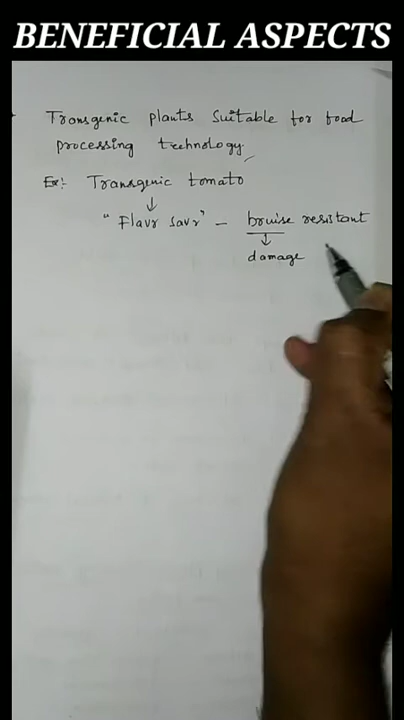 BENEFICIAL ASPECTS
Transgenic plants Suitable for food
processing technology
Ex:- Transgenic tomato
↓
"Flavr Savr" - bruise resistant
↓
damage